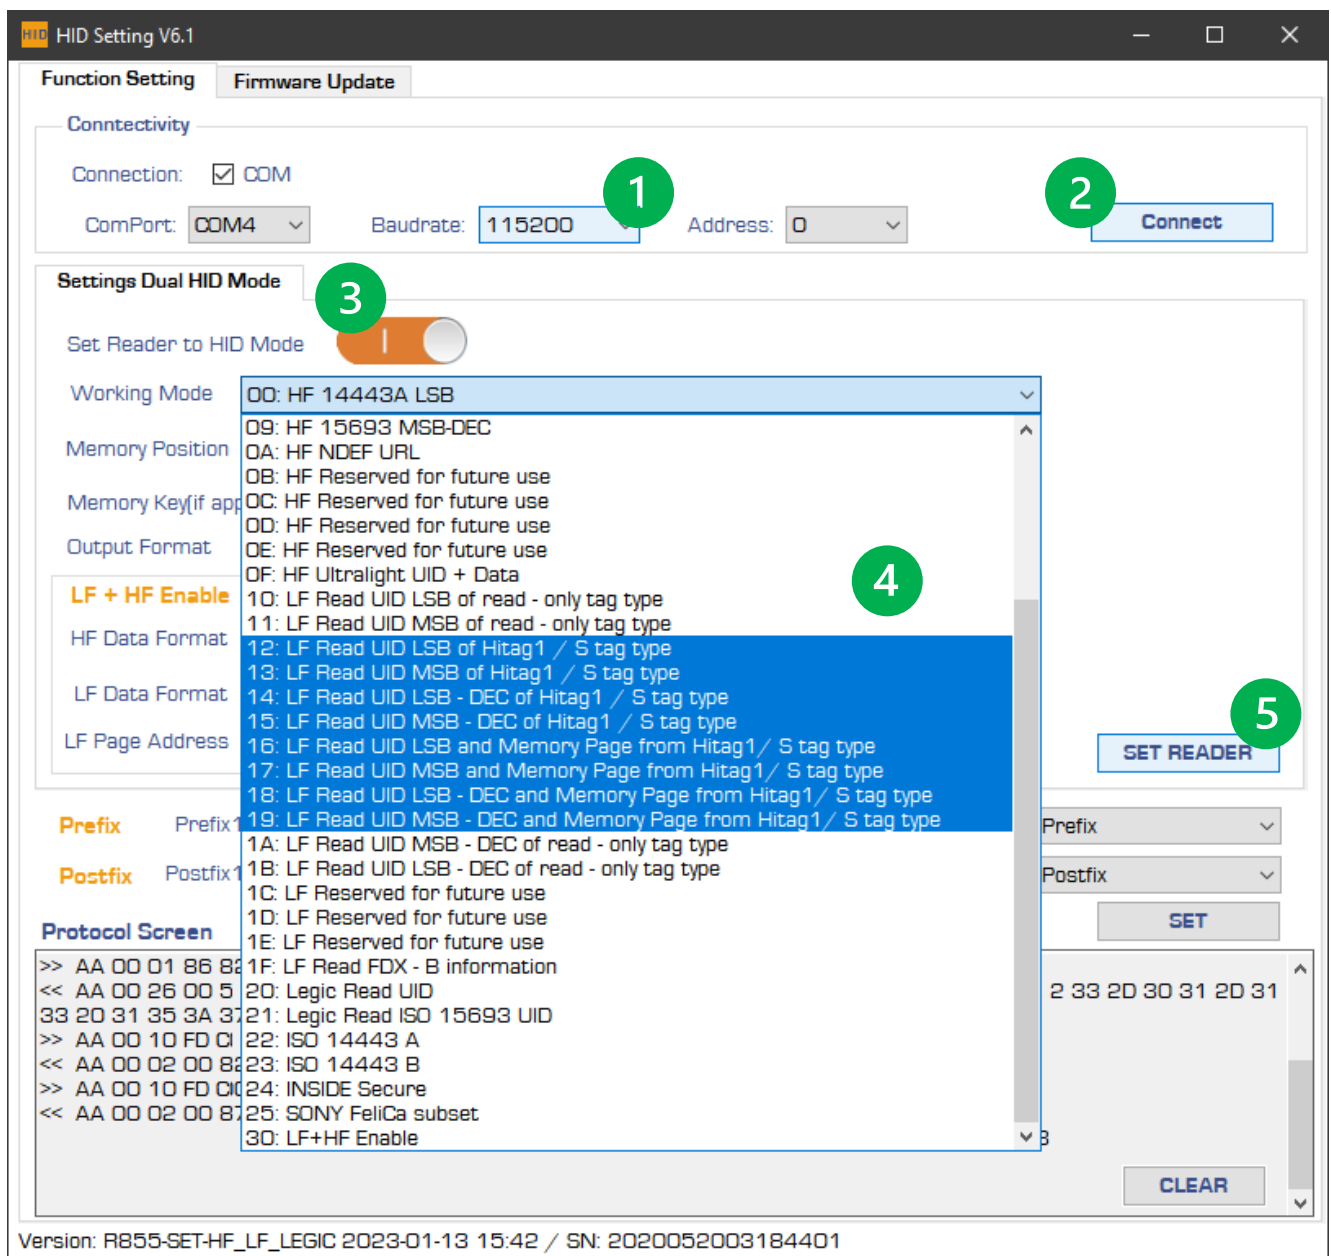 HID HID Setting V6.1
Function Setting Firmware Update
Conntectivity
Connection: COM
1
2
ComPort: COM4 Baudrate: 115200 Address: 0 Connect
Settings Dual HID Mode
3
Set Reader to HID Mode
Working Mode 00: HF 14443A LSB
09: HF 15693 MSB-DEC
Memory Position
0A: HF NDEF URL
0B: HF Reserved for future use
Memory Key(if app
0C: HF Reserved for future use
0D: HF Reserved for future use
Output Format
0E: HF Reserved for future use
0F: HF Ultralight UID + Data
4
LF + HF Enable
10: LF Read UID LSB of read - only tag type
11: LF Read UID MSB of read - only tag type
HF Data Format
12: LF Read UID LSB of Hitag1 / S tag type
13: LF Read UID MSB of Hitag1 / S tag type
LF Data Format
14: LF Read UID LSB - DEC of Hitag1 / S tag type
15: LF Read UID MSB - DEC of Hitag1 / S tag type
5
LF Page Address
16: LF Read UID LSB and Memory Page from Hitag1/ S tag type
SET READER
17: LF Read UID MSB and Memory Page from Hitag1/ S tag type
18: LF Read UID LSB - DEC and Memory Page from Hitag1/ S tag type
19: LF Read UID MSB - DEC and Memory Page from Hitag1/ S tag type
Prefix Prefix1 Prefix
1A: LF Read UID MSB - DEC of read - only tag type
1B: LF Read UID LSB - DEC of read - only tag type
Postfix Postfix1 Postfix
1C: LF Reserved for future use
1D: LF Reserved for future use
SET
Protocol Screen
1E: LF Reserved for future use
>> AA 00 01 86 82
1F: LF Read FDX - B information
<< AA 00 26 00 5 2 33 2D 30 31 2D 31
20: Legic Read UID
33 20 31 35 3A 37
21: Legic Read ISO 15693 UID
>> AA 00 10 FD
22: ISO 14443 A
<< AA 00 02 00 82
23: ISO 14443 B
>> AA 00 10 FD
24: INSIDE Secure
<< AA 00 02 00 87
25: SONY FeliCa subset
30: LF+HF Enable
CLEAR
Version: R855-SET-HF_LF_LEGIC 2023-01-13 15:42 / SN: 2020052003184401